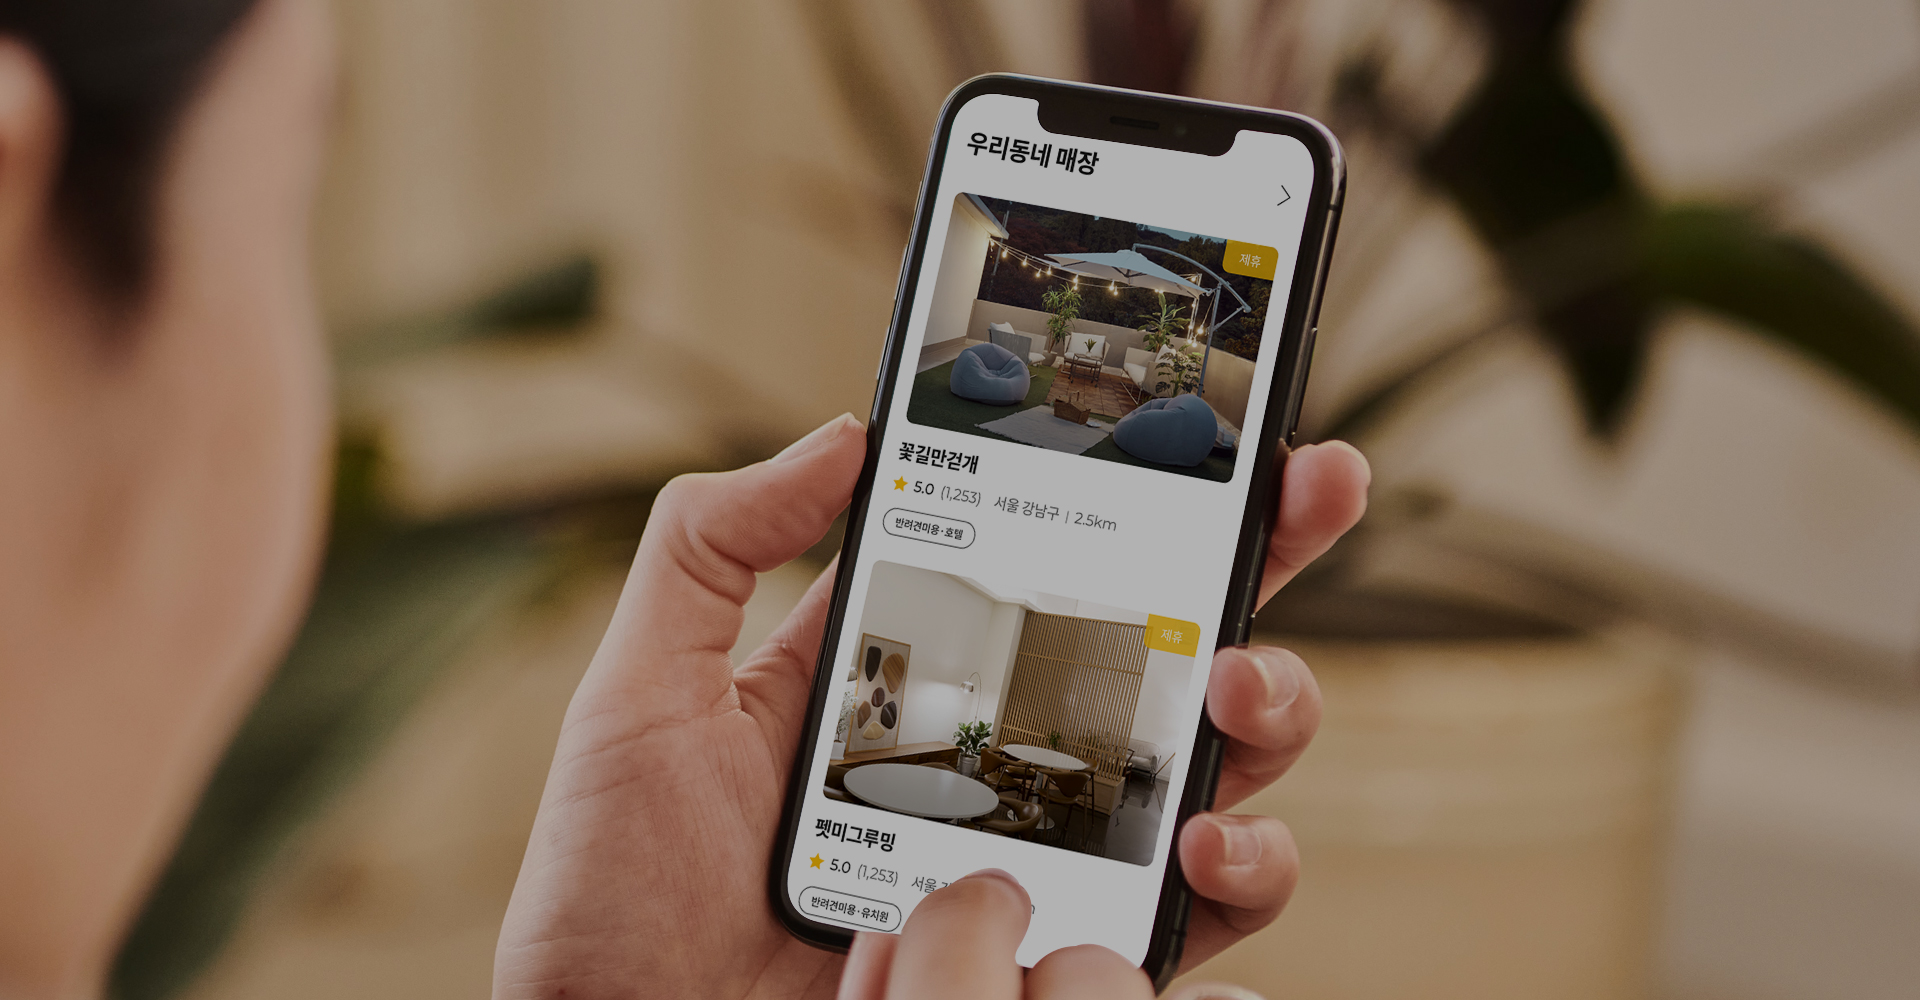 우리동네 매장
제휴
꽃길만걷개
5.0 (1,253) 서울 강남구 | 2.5km
반려견미용·호텔
제휴
펫미그루밍
5.0 (1,253) 서울
반려견미용·유치원